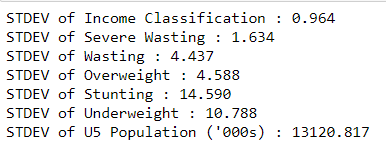 STDEV of Income Classification : 0.964
STDEV of Severe Wasting : 1.634
STDEV of Wasting : 4.437
STDEV of Overweight : 4.588
STDEV of Stunting : 14.590
STDEV of Underweight : 10.788
STDEV of U5 Population ('000s) : 13120.817